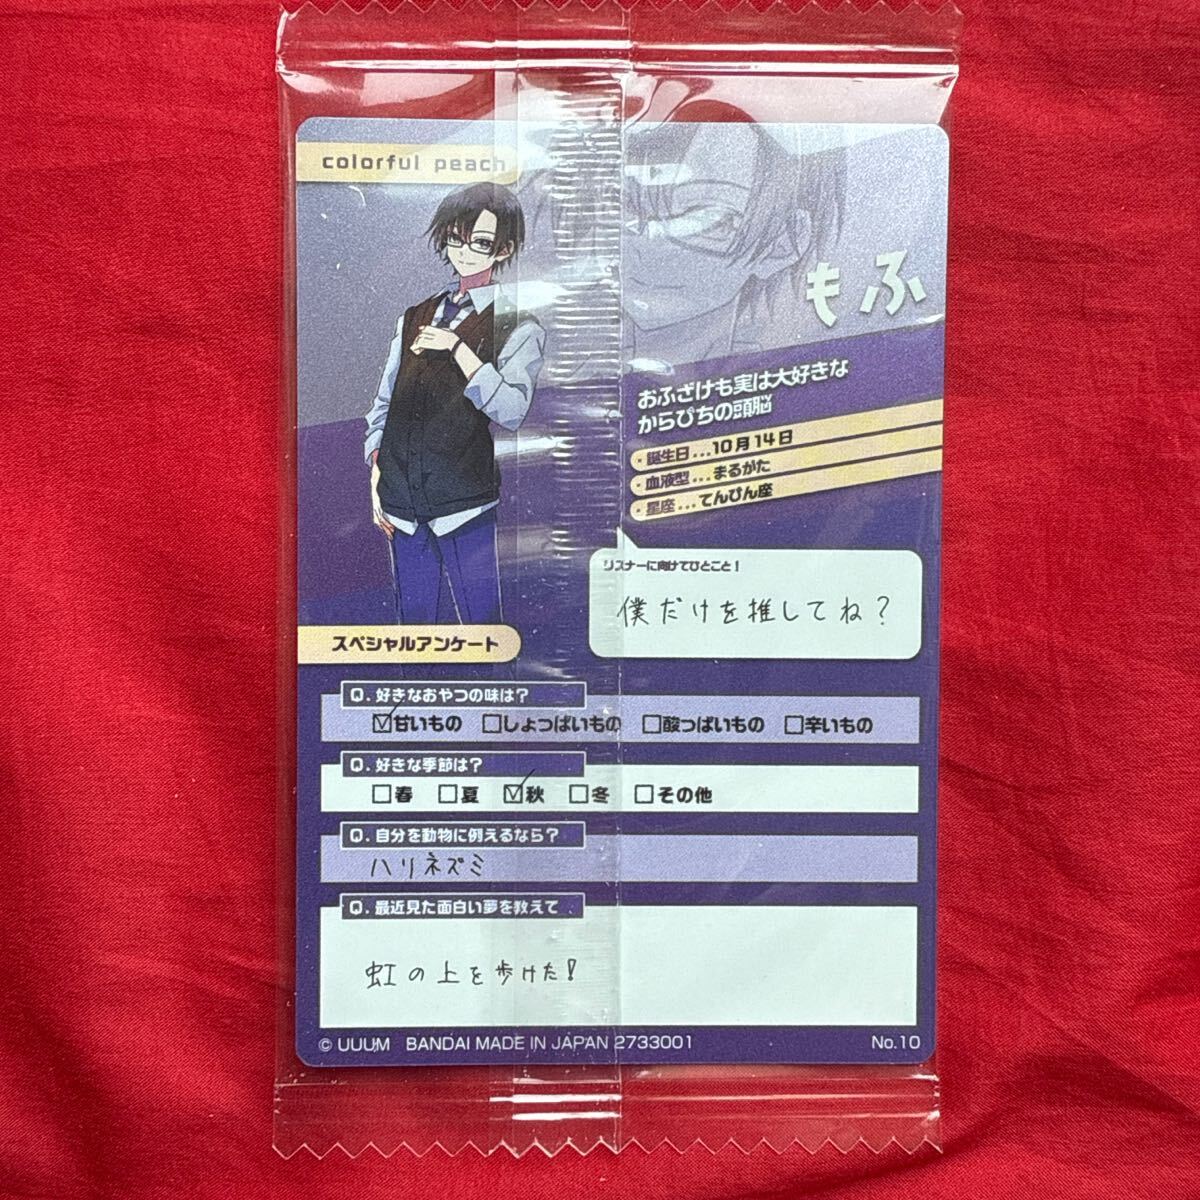 colorful peach
もふ
おふざけも実は大好きな
からぴちの頭脳
・誕生日...10月14日
・血液型...まるがた
・星座...てんびん座
リスナーに向けてひとこと！
僕だけを推してね？
スペシャルアンケート
Q. 好きなおやつの味は？
☑甘いもの □しょっぱいもの □酸っぱいもの □辛いもの
Q. 好きな季節は？
□春 □夏 ☑秋 □冬 □その他
Q. 自分を動物に例えるなら？
ハリネズミ
Q. 最近見た面白い夢を教えて
虹の上を歩けた！
© UUUM BANDAI MADE IN JAPAN 2733001 No.10